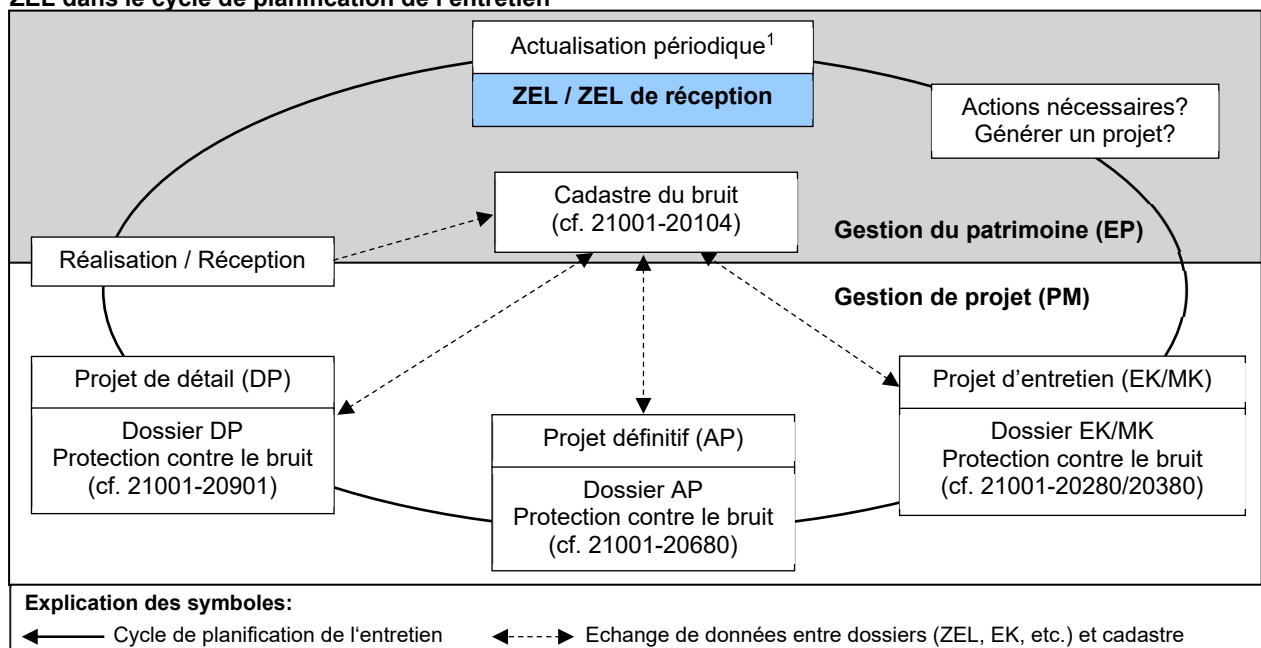 ZEL dans le cycle de planification de l'entretien
Actualisation périodique¹
ZEL / ZEL de réception
Actions nécessaires?
Générer un projet?
Cadastre du bruit
(cf. 21001-20104)
Gestion du patrimoine (EP)
Réalisation / Réception
Gestion de projet (PM)
Projet de détail (DP)
Dossier DP
Protection contre le bruit
(cf. 21001-20901)
Projet définitif (AP)
Dossier AP
Protection contre le bruit
(cf. 21001-20680)
Projet d'entretien (EK/MK)
Dossier EK/MK
Protection contre le bruit
(cf. 21001-20280/20380)
Explication des symboles:
Cycle de planification de l'entretien
Echange de données entre dossiers (ZEL, EK, etc.) et cadastre